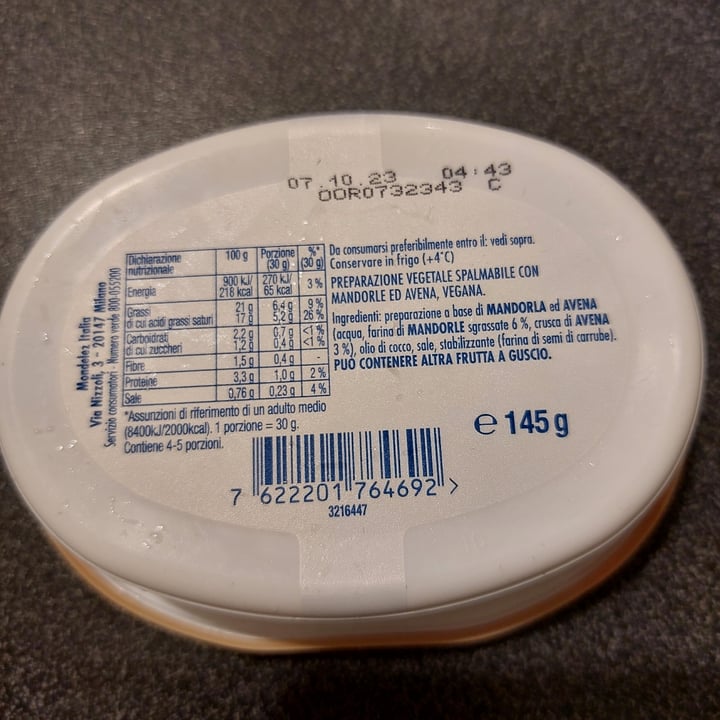 07 10 23 04:43
OOR0732343 C
Dichiarazione nutrizionale 100 g Porzione (30 g) %* (30 g)
Energia 900 kJ/ 218 kcal 270 kJ/ 65 kcal 3 %
Grassi 21 g 6,4 g 9 %
di cui acidi grassi saturi 17 g 5,2 g 26 %
Carboidrati 2,2 g 0,7 g <1 %
di cui zuccheri 1,2 g 0,4 g <1 %
Fibre 1,5 g 0,4 g -
Proteine 3,3 g 1,0 g 2 %
Sale 0,76 g 0,23 g 4 %
*Assunzioni di riferimento di un adulto medio
(8400kJ/2000kcal). 1 porzione = 30 g.
Contiene 4-5 porzioni.
Mondelez Italia
Via Nizzoli, 3 - 20147 Milano
Servizio consumatori - Numero verde 800-055200
Da consumarsi preferibilmente entro il: vedi sopra.
Conservare in frigo (+4°C)
PREPARAZIONE VEGETALE SPALMABILE CON
MANDORLE ED AVENA, VEGANA.
Ingredienti: preparazione a base di MANDORLA ed AVENA
(acqua, farina di MANDORLE sgrassate 6 %, crusca di AVENA
3 %), olio di cocco, sale, stabilizzante (farina di semi di carrube).
PUÒ CONTENERE ALTRA FRUTTA A GUSCIO.
e 145 g
7 622201 764692 >
3216447